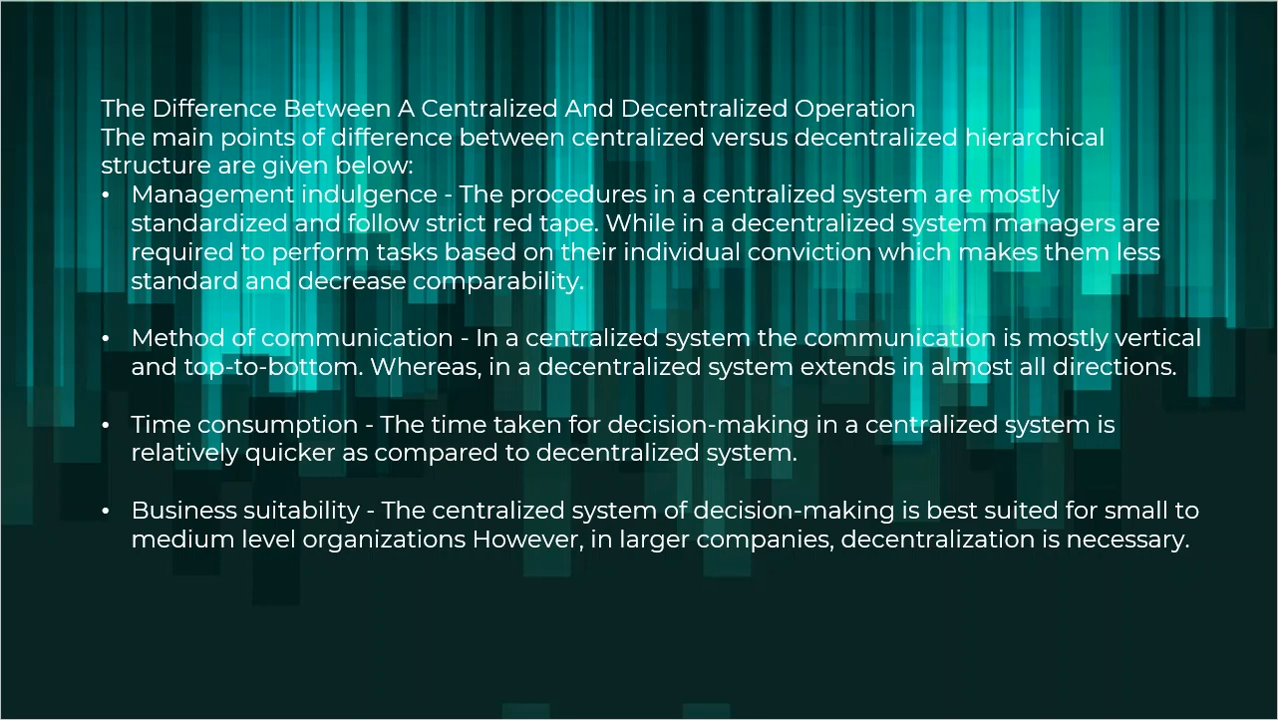 The Difference Between A Centralized And Decentralized Operation
The main points of difference between centralized versus decentralized hierarchical
structure are given below:
• Management indulgence - The procedures in a centralized system are mostly
standardized and follow strict red tape. While in a decentralized system managers are
required to perform tasks based on their individual conviction which makes them less
standard and decrease comparability.
• Method of communication - In a centralized system the communication is mostly vertical
and top-to-bottom. Whereas, in a decentralized system extends in almost all directions.
• Time consumption - The time taken for decision-making in a centralized system is
relatively quicker as compared to decentralized system.
• Business suitability - The centralized system of decision-making is best suited for small to
medium level organizations However, in larger companies, decentralization is necessary.